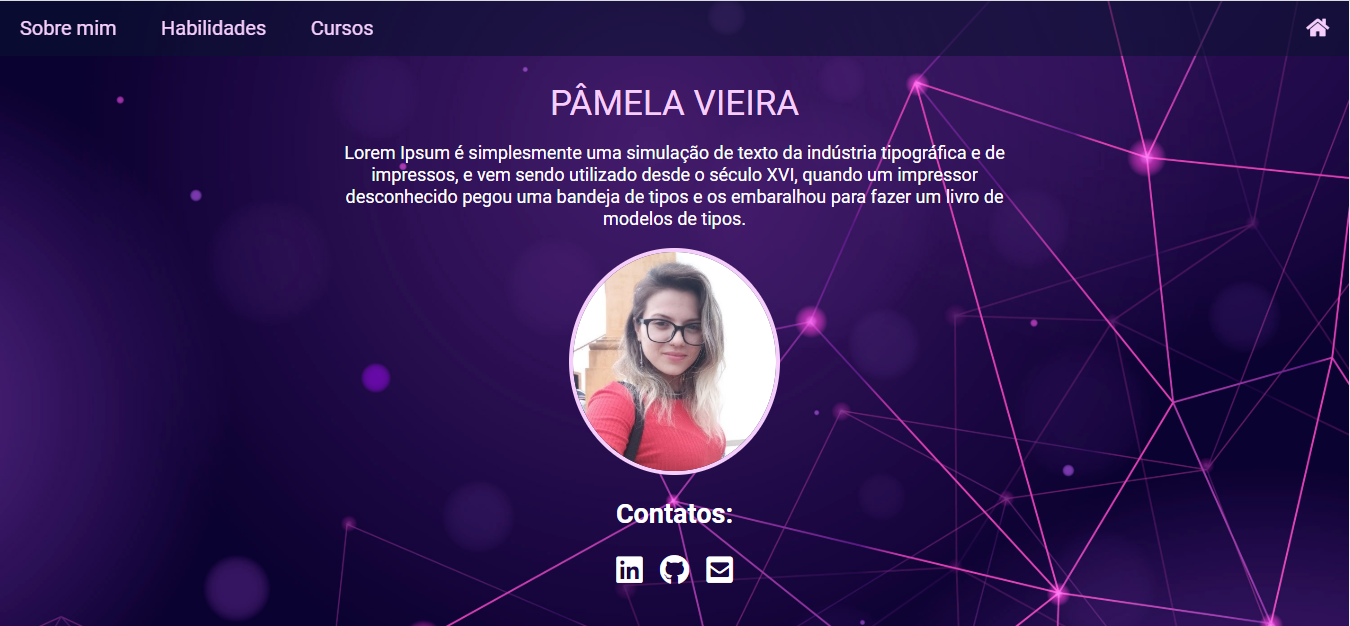 Sobre mim
Habilidades
Cursos
PÂMELA VIEIRA
Lorem Ipsum é simplesmente uma simulação de texto da indústria tipográfica e de
impressos, e vem sendo utilizado desde o século XVI, quando um impressor
desconhecido pegou uma bandeja de tipos e os embaralhou para fazer um livro de
modelos de tipos.
Contatos:
in